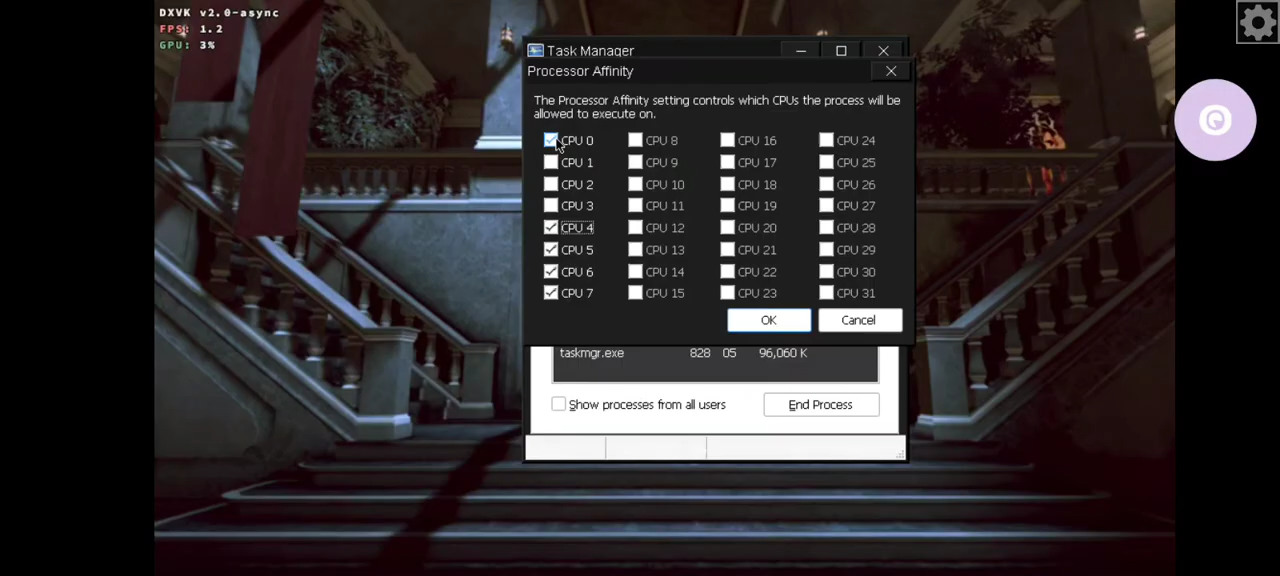 DXVK v2.0-async
FPS: 1.2
GPU: 3%
Task Manager
Processor Affinity
The Processor Affinity setting controls which CPUs the process will be
allowed to execute on.
CPU 0 CPU 8 CPU 16 CPU 24
CPU 1 CPU 9 CPU 17 CPU 25
CPU 2 CPU 10 CPU 18 CPU 26
CPU 3 CPU 11 CPU 19 CPU 27
CPU 4 CPU 12 CPU 20 CPU 28
CPU 5 CPU 13 CPU 21 CPU 29
CPU 6 CPU 14 CPU 22 CPU 30
CPU 7 CPU 15 CPU 23 CPU 31
OK Cancel
taskmgr.exe 828 05 96,060 K
Show processes from all users End Process